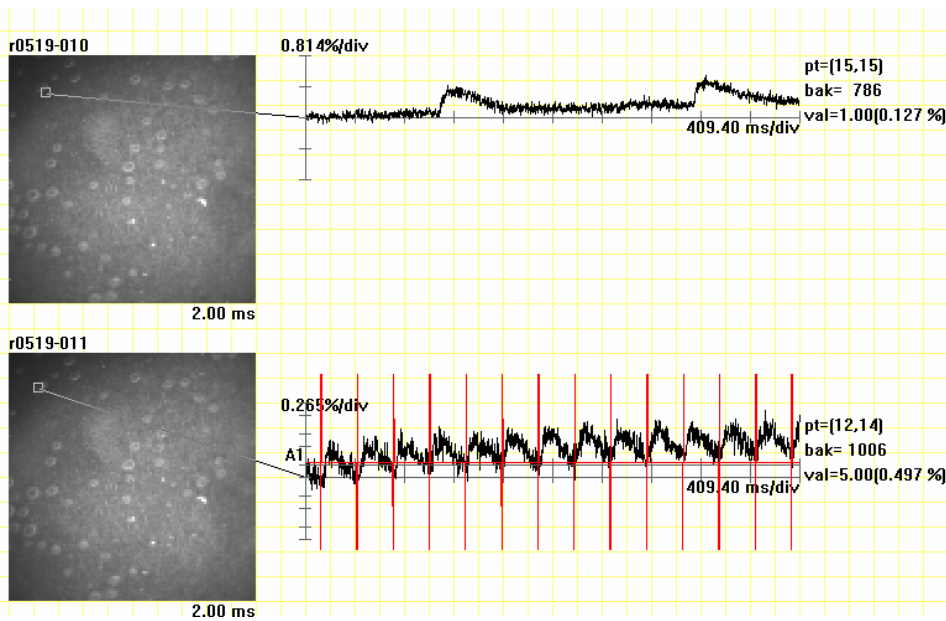 r0519-010
0.814%/div
pt=(15,15)
bak= 786
val=1.00(0.127 %)
409.40 ms/div
2.00 ms
r0519-011
0.265%/div
A1
pt=(12,14)
bak= 1006
val=5.00(0.497 %)
409.40 ms/div
2.00 ms